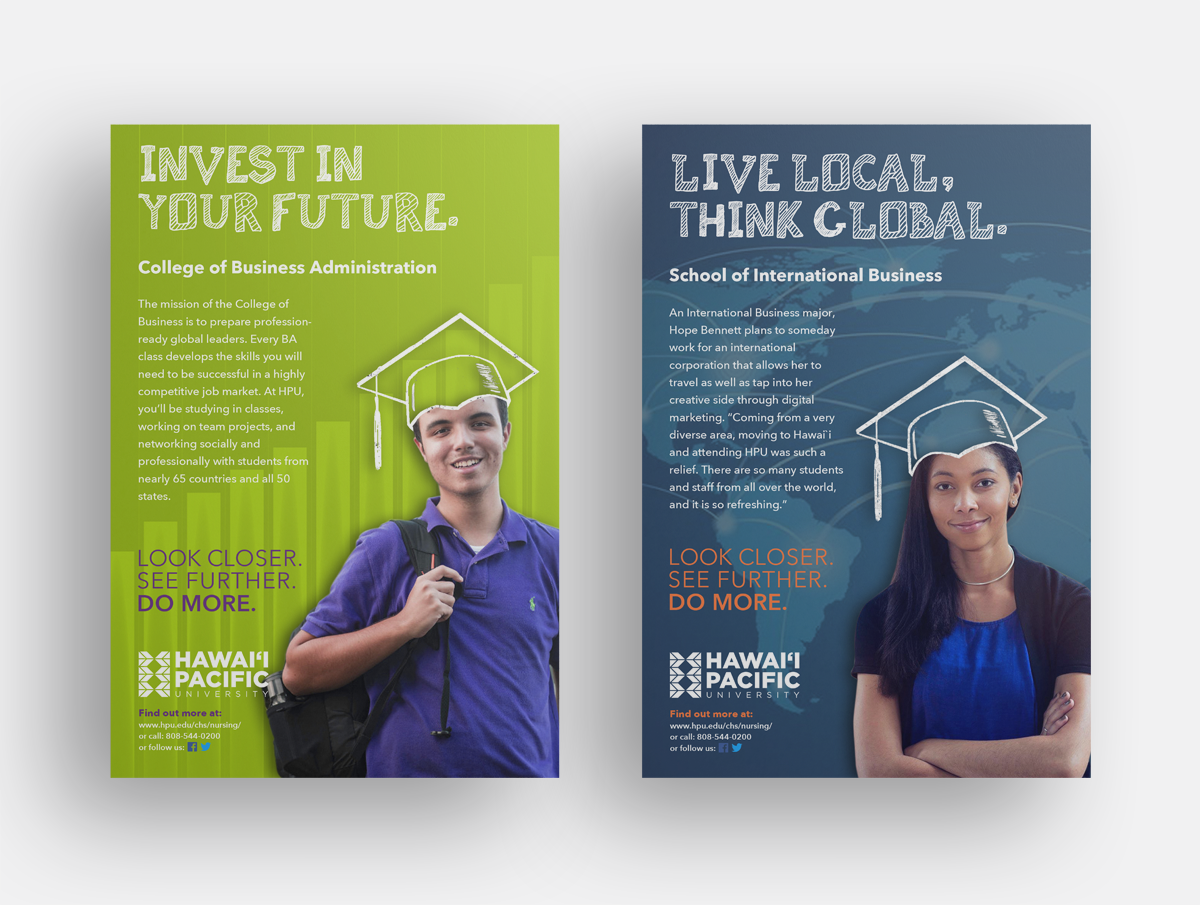 INVEST IN
YOUR FUTURE.
College of Business Administration
The mission of the College of
Business is to prepare profession-
ready global leaders. Every BA
class develops the skills you will
need to be successful in a highly
competitive job market. At HPU,
you'll be studying in classes,
working on team projects, and
networking socially and
professionally with students from
nearly 65 countries and all 50
states.
LOOK CLOSER.
SEE FURTHER.
DO MORE.
HAWAI‘I
PACIFIC
UNIVERSITY
Find out more at:
www.hpu.edu/chs/nursing/
or call: 808-544-0200
or follow us:
LIVE LOCAL,
THINK GLOBAL.
School of International Business
An International Business major,
Hope Bennett plans to someday
work for an international
corporation that allows her to
travel as well as tap into her
creative side through digital
marketing. “Coming from a very
diverse area, moving to Hawai`i
and attending HPU was such a
relief. There are so many students
and staff from all over the world,
and it is so refreshing.”
LOOK CLOSER.
SEE FURTHER.
DO MORE.
HAWAI‘I
PACIFIC
UNIVERSITY
Find out more at:
www.hpu.edu/chs/nursing/
or call: 808-544-0200
or follow us: